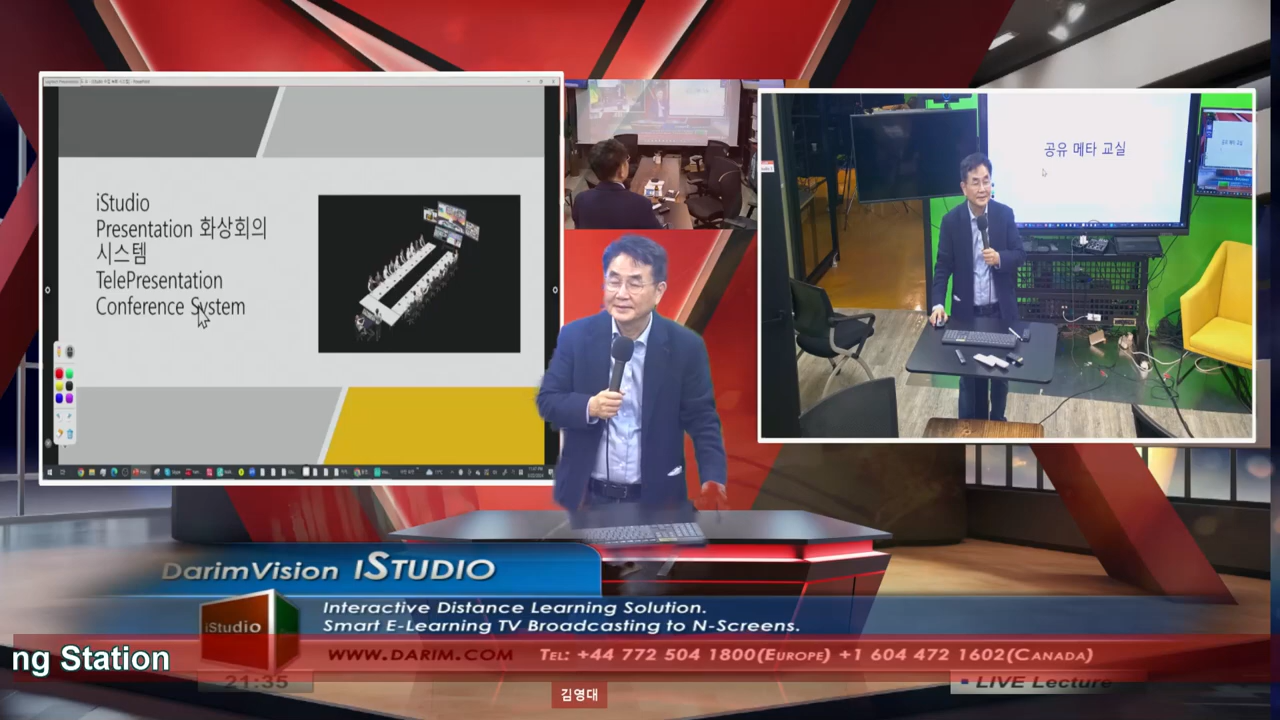 iStudio
Presentation 화상회의
시스템
TelePresentation
Conference System
공유 메타 교실
DarimVision iStudio
Interactive Distance Learning Solution.
Smart E-Learning TV Broadcasting to N-Screens.
iStudio
www.darim.com Tel: +44 772 504 1800(Europe) +1 604 472 1602(Canada)
ng Station
21:35
LIVE Lecture
김영대